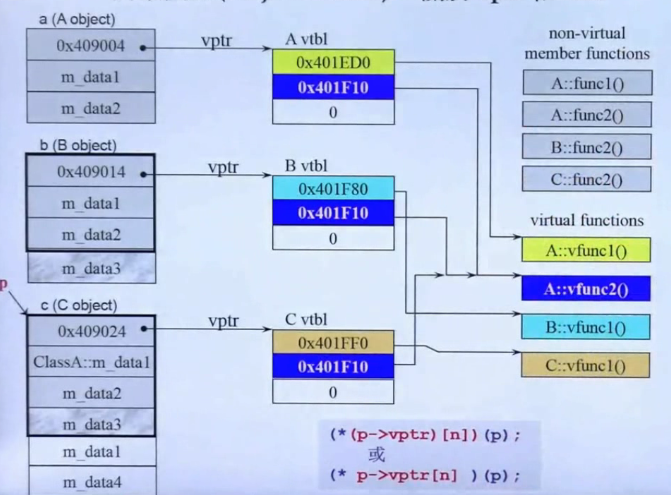 a (A object)
0x409004
m_data1
m_data2
vptr
A vtbl
0x401ED0
0x401F10
0
b (B object)
0x409014
m_data1
m_data2
m_data3
vptr
B vtbl
0x401F80
0x401F10
0
p
c (C object)
0x409024
ClassA::m_data1
m_data2
m_data3
m_data1
m_data4
vptr
C vtbl
0x401FF0
0x401F10
0
non-virtual
member functions
A::func1()
A::func2()
B::func2()
C::func2()
virtual functions
A::vfunc1()
A::vfunc2()
B::vfunc1()
C::vfunc1()
(*(p->vptr)[n])(p);
或
(* p->vptr[n] )(p);